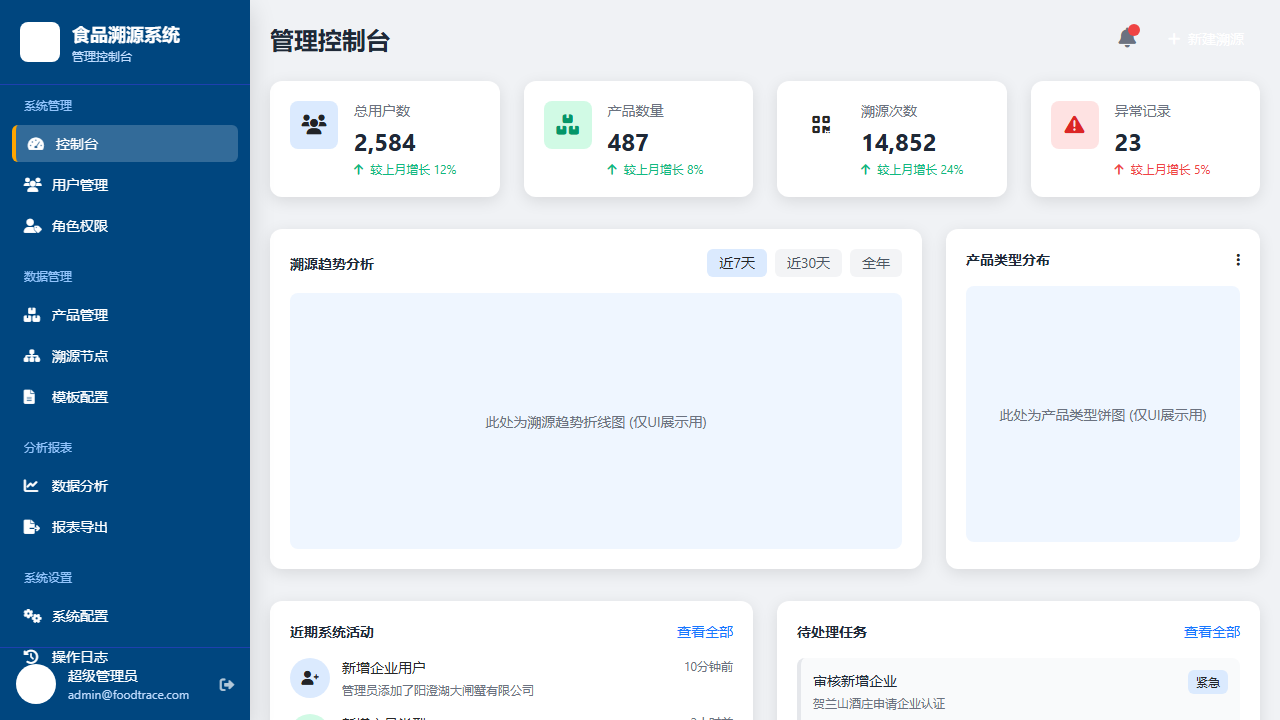 食品溯源系统
管理控制台
系统管理
控制台
用户管理
角色权限
数据管理
产品管理
溯源节点
模板配置
分析报表
数据分析
报表导出
系统设置
系统配置
操作日志
超级管理员
admin@foodtrace.com
管理控制台
新建溯源
总用户数
2,584
较上月增长 12%
产品数量
487
较上月增长 8%
溯源次数
14,852
较上月增长 24%
异常记录
23
较上月增长 5%
溯源趋势分析
近7天
近30天
全年
此处为溯源趋势折线图 (仅UI展示用)
产品类型分布
此处为产品类型饼图 (仅UI展示用)
近期系统活动
查看全部
新增企业用户
10分钟前
管理员添加了阳澄湖大闸蟹有限公司
待处理任务
查看全部
审核新增企业
紧急
贺兰山酒庄申请企业认证